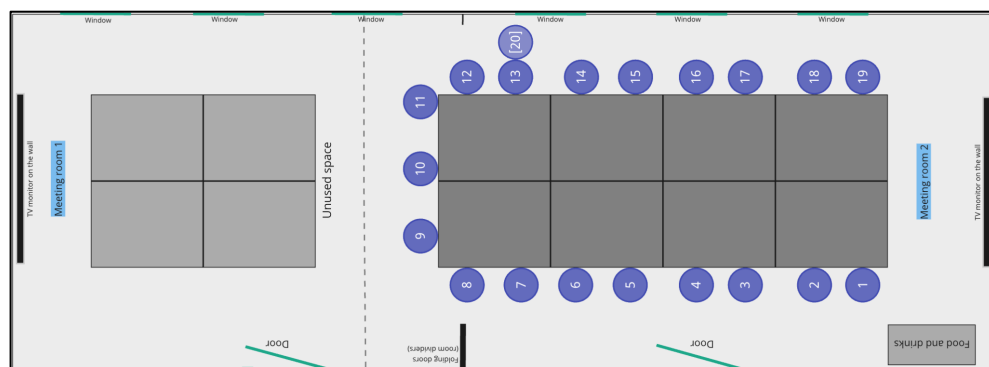 Window
Window
Window
Window
Window
Window
[20]
12
13
14
15
16
17
18
19
11
10
9
TV monitor on the wall
Meeting room 1
Unused space
Meeting room 2
TV monitor on the wall
8
7
6
5
4
3
2
1
Door
Folding doors
(room dividers)
Door
Food and drinks